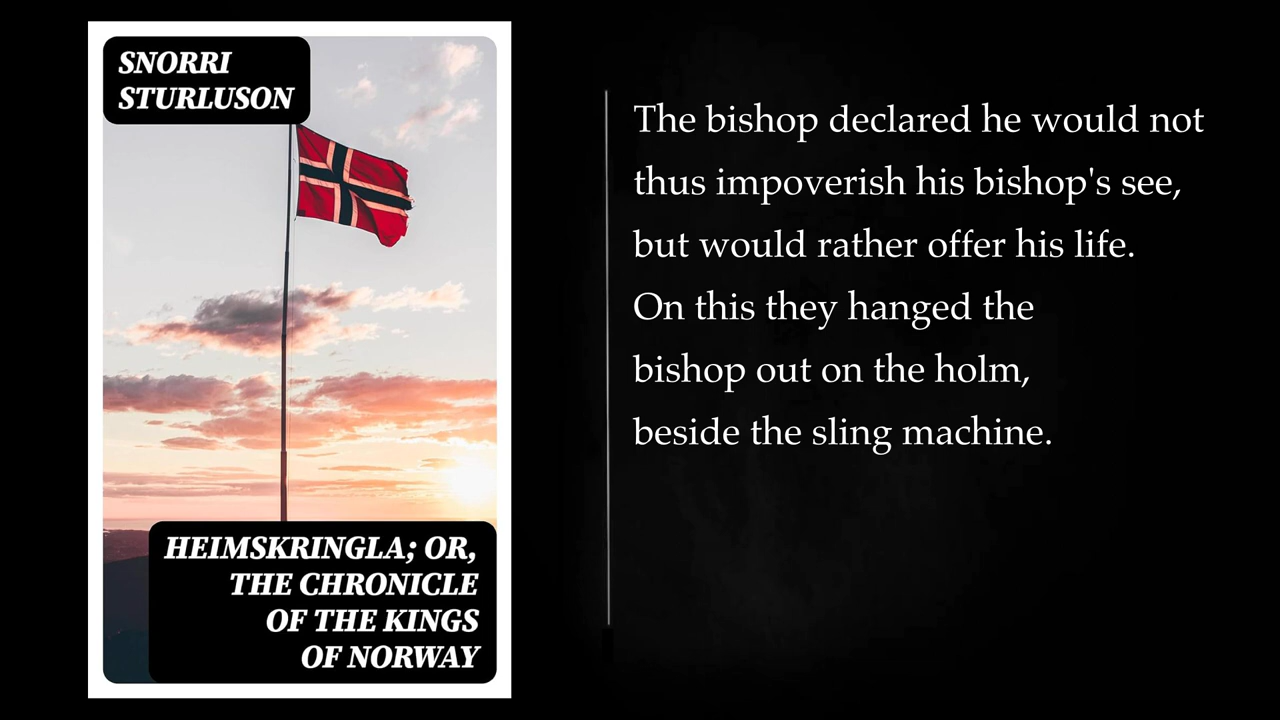 SNORRI
STURLUSON
HEIMSKRINGLA; OR,
THE CHRONICLE
OF THE KINGS
OF NORWAY
The bishop declared he would not
thus impoverish his bishop's see,
but would rather offer his life.
On this they hanged the
bishop out on the holm,
beside the sling machine.